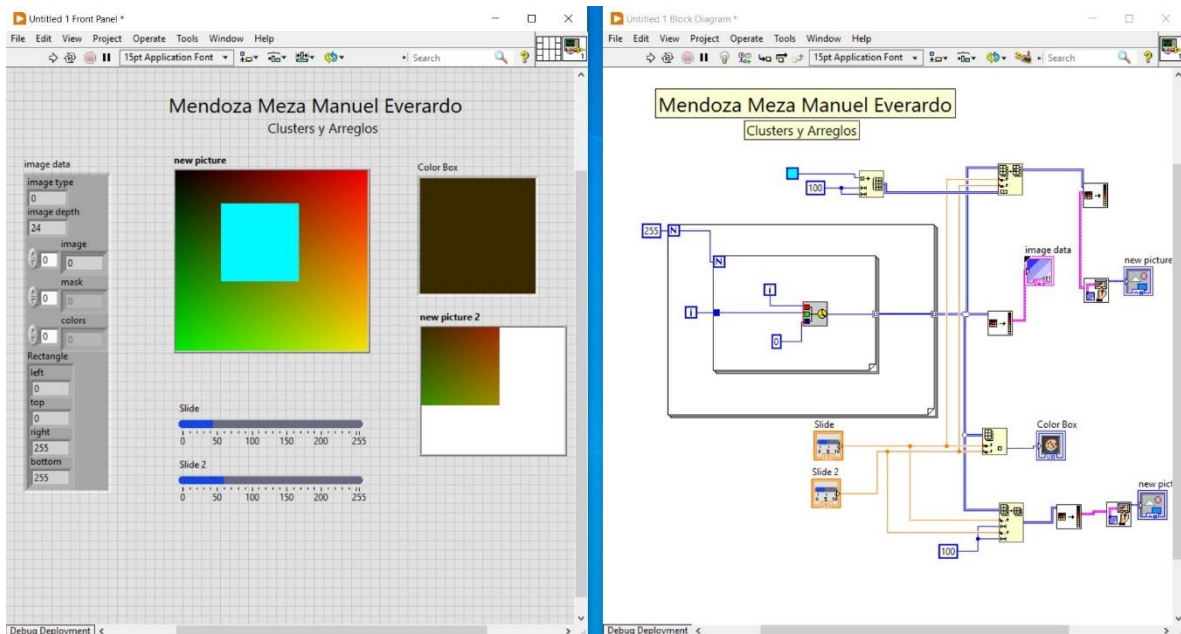 Untitled 1 Front Panel *
File Edit View Project Operate Tools Window Help
15pt Application Font
Search
Mendoza Meza Manuel Everardo
Clusters y Arreglos
image data
image type
0
image depth
24
image
0 0
mask
0 0
colors
0 0
Rectangle
left
0
top
0
right
255
bottom
255
new picture
Color Box
new picture 2
Slide
0 50 100 150 200 255
Slide 2
0 50 100 150 200 255
Debug Deployment
Untitled 1 Block Diagram *
File Edit View Project Operate Tools Window Help
15pt Application Font
Search
Mendoza Meza Manuel Everardo
Clusters y Arreglos
100
255 N
N
i
i
0
image data
new picture
Slide
Slide 2
Color Box
new pict
100
Debug Deployment